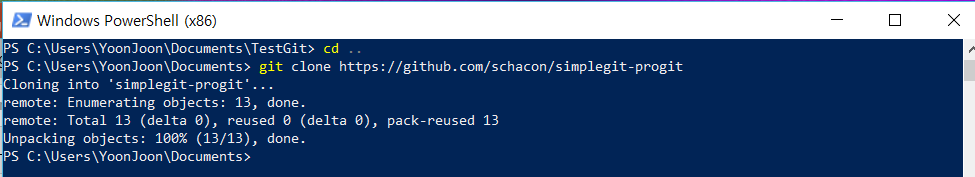 Windows PowerShell (x86)
PS C:\Users\YoonJoon\Documents\TestGit> cd ..
PS C:\Users\YoonJoon\Documents> git clone https://github.com/schacon/simplegit-progit
Cloning into 'simplegit-progit'...
remote: Enumerating objects: 13, done.
remote: Total 13 (delta 0), reused 0 (delta 0), pack-reused 13
Unpacking objects: 100% (13/13), done.
PS C:\Users\YoonJoon\Documents>